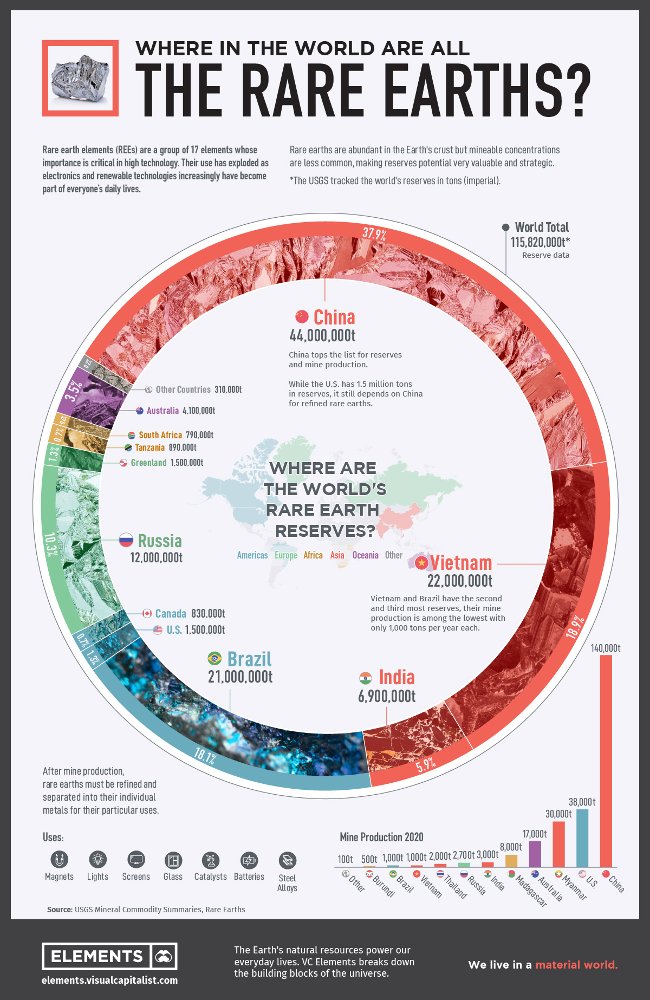 WHERE IN THE WORLD ARE ALL
THE RARE EARTHS?
Rare earth elements (REEs) are a group of 17 elements whose
importance is critical in high technology. Their use has exploded as
electronics and renewable technologies increasingly have become
part of everyone's daily lives.
Rare earths are abundant in the Earth's crust but mineable concentrations
are less common, making reserves potential very valuable and strategic.
*The USGS tracked the world's reserves in tons (imperial).
World Total
115,820,000t*
Reserve data
37.9%
China
44,000,000t
China tops the list for reserves
and mine production.
While the U.S. has 1.5 million tons
in reserves, it still depends on China
for refined rare earths.
0.2%
Other Countries 310,000t
3.5%
Australia 4,100,000t
0.6%
South Africa 790,000t
0.7%
Tanzania 890,000t
1.3%
Greenland 1,500,000t
WHERE ARE
THE WORLD'S
RARE EARTH
RESERVES?
Americas Europe Africa Asia Oceania Other
10.3%
Russia
12,000,000t
Vietnam
22,000,000t
Vietnam and Brazil have the second
and third most reserves, their mine
production is among the lowest with
only 1,000 tons per year each.
18.9%
0.7%
Canada 830,000t
1.3%
U.S. 1,500,000t
Brazil
21,000,000t
18.1%
India
6,900,000t
5.9%
After mine production,
rare earths must be refined and
separated into their individual
metals for their particular uses.
Uses:
Magnets
Lights
Screens
Glass
Catalysts
Batteries
Steel
Alloys
Mine Production 2020
100t 500t 1,000t 1,000t 2,000t 2,700t 3,000t 8,000t 17,000t 30,000t 38,000t 140,000t
Other Burundi Brazil Vietnam Thailand Russia India Madagascar Australia Myanmar U.S. China
Source: USGS Mineral Commodity Summaries, Rare Earths
ELEMENTS
elements.visualcapitalist.com
The Earth's natural resources power our
everyday lives. VC Elements breaks down
the building blocks of the universe.
We live in a material world.